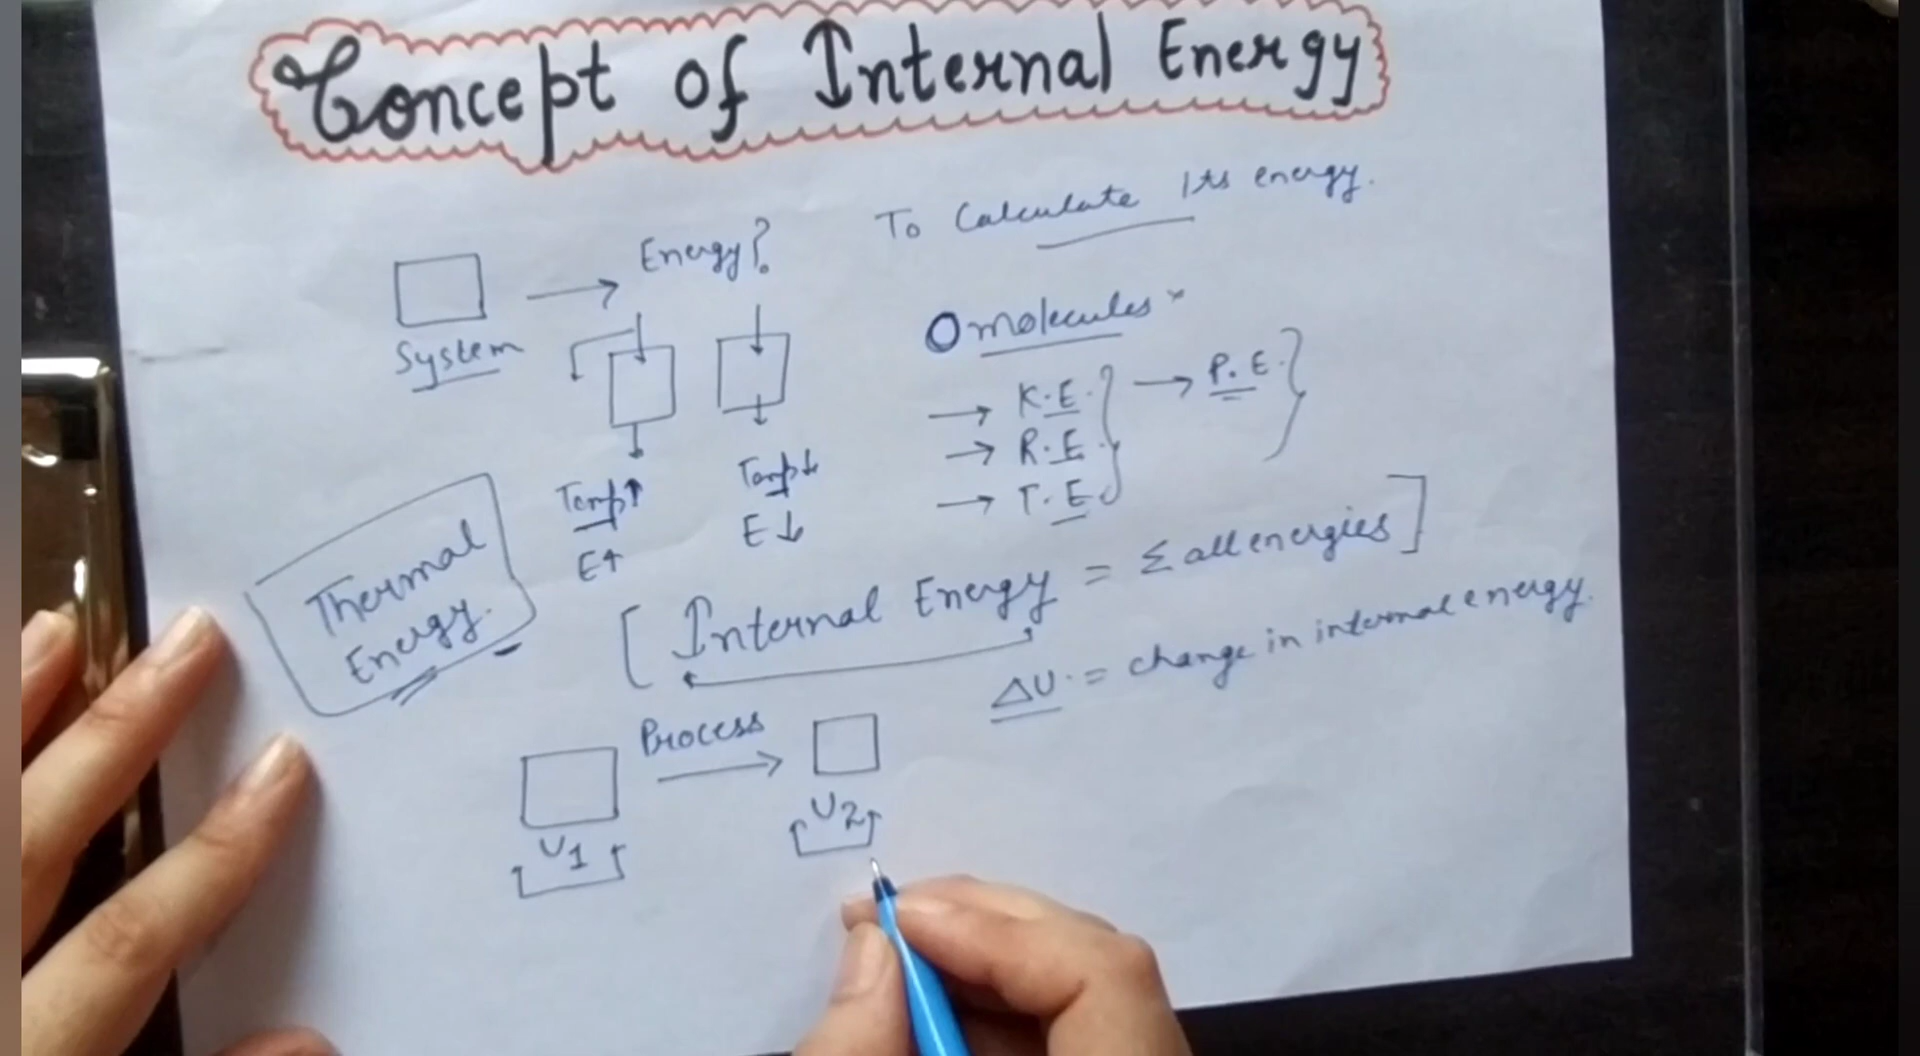 Concept of Internal Energy
To Calculate Its energy.
Energy?
System
Omolecules
→ K.E. → P.E.
→ R.E
→ T.E
Temp↑
E↑
Temp↓
E↓
Thermal
Energy.
[Internal Energy = Σ all energies]
ΔU = change in internal energy.
Process
U1
U2